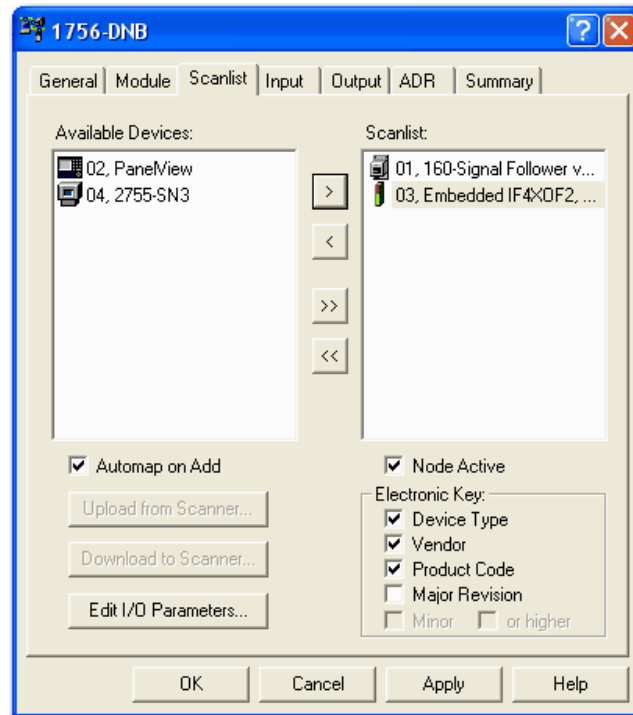 1756-DNB
General Module Scanlist Input Output ADR Summary
Available Devices:
02, PanelView
04, 2755-SN3
>
<
>>
<<
Scanlist:
01, 160-Signal Follower v...
03, Embedded IF4XOF2, ...
Automap on Add
Upload from Scanner...
Download to Scanner...
Edit I/O Parameters...
Node Active
Electronic Key:
Device Type
Vendor
Product Code
Major Revision
Minor or higher
OK Cancel Apply Help